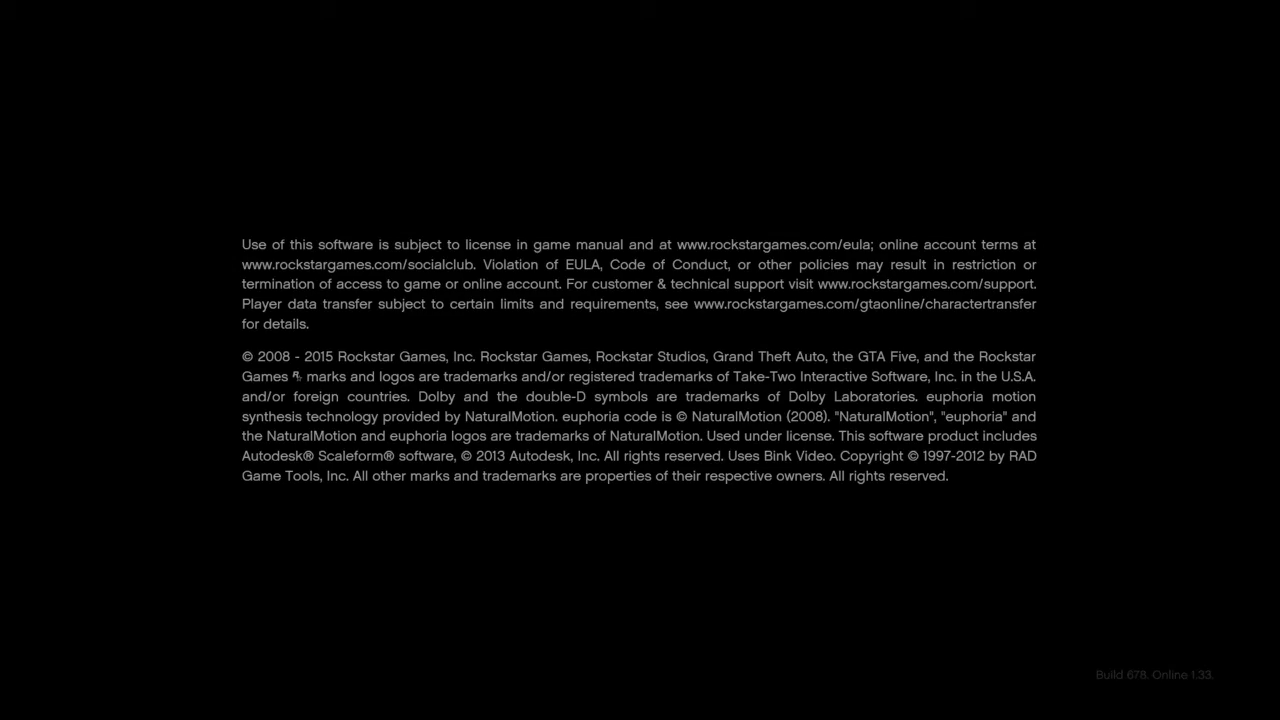 Use of this software is subject to license in game manual and at www.rockstargames.com/eula; online account terms at
www.rockstargames.com/socialclub. Violation of EULA, Code of Conduct, or other policies may result in restriction or
termination of access to game or online account. For customer & technical support visit www.rockstargames.com/support.
Player data transfer subject to certain limits and requirements, see www.rockstargames.com/gtaonline/charactertransfer
for details.
© 2008 - 2015 Rockstar Games, Inc. Rockstar Games, Rockstar Studios, Grand Theft Auto, the GTA Five, and the Rockstar
Games R* marks and logos are trademarks and/or registered trademarks of Take-Two Interactive Software, Inc. in the U.S.A.
and/or foreign countries. Dolby and the double-D symbols are trademarks of Dolby Laboratories. euphoria motion
synthesis technology provided by NaturalMotion. euphoria code is © NaturalMotion (2008). "NaturalMotion", "euphoria" and
the NaturalMotion and euphoria logos are trademarks of NaturalMotion. Used under license. This software product includes
Autodesk® Scaleform® software, © 2013 Autodesk, Inc. All rights reserved. Uses Bink Video. Copyright © 1997-2012 by RAD
Game Tools, Inc. All other marks and trademarks are properties of their respective owners. All rights reserved.
Build 678. Online 1.33.